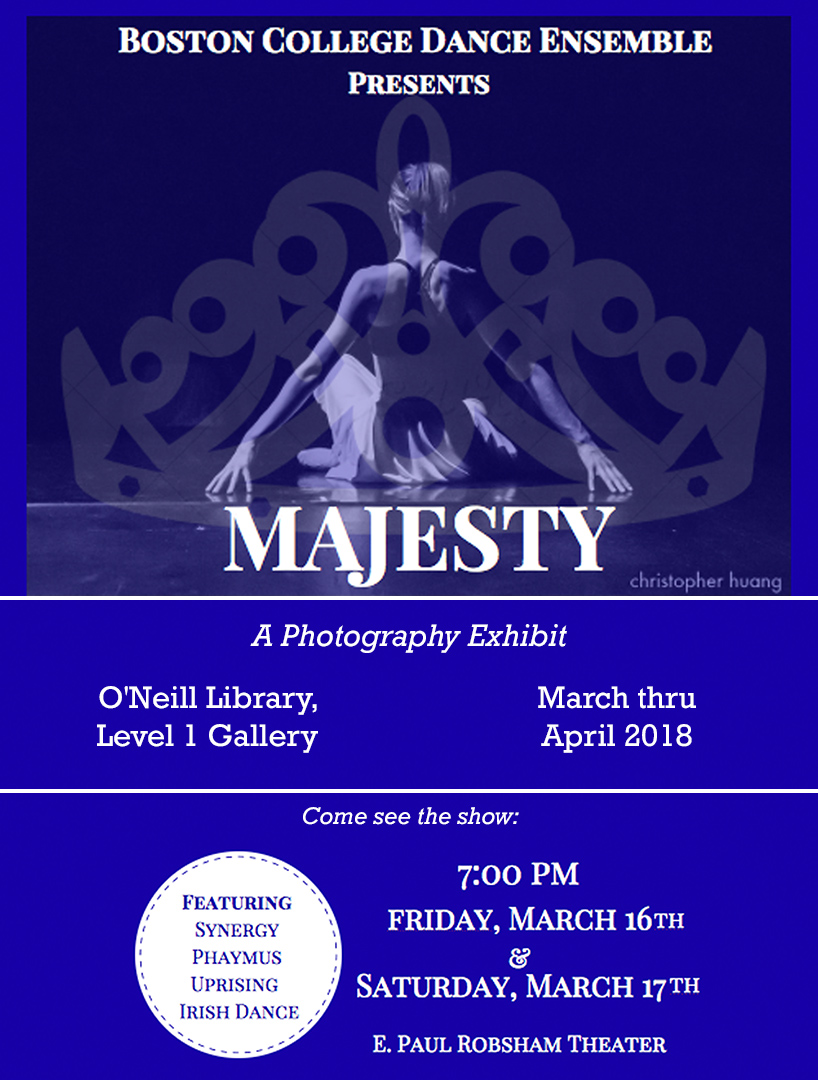 Boston College Dance Ensemble
Presents
MAJESTY
christopher huang
A Photography Exhibit
O'Neill Library,
Level 1 Gallery
March thru
April 2018
Come see the show:
Featuring
Synergy
Phaymus
Uprising
Irish Dance
7:00 PM
Friday, March 16th
&
Saturday, March 17th
E. Paul Robsham Theater